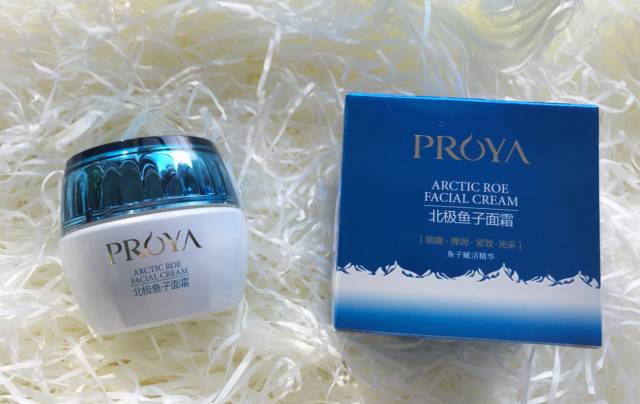 PROYA
ARCTIC ROE
FACIAL CREAM
北极鱼子面霜
PROYA
ARCTIC ROE
FACIAL CREAM
北极鱼子面霜
[ 细嫩·弹润·紧致·光采 ]
鱼子赋活精华